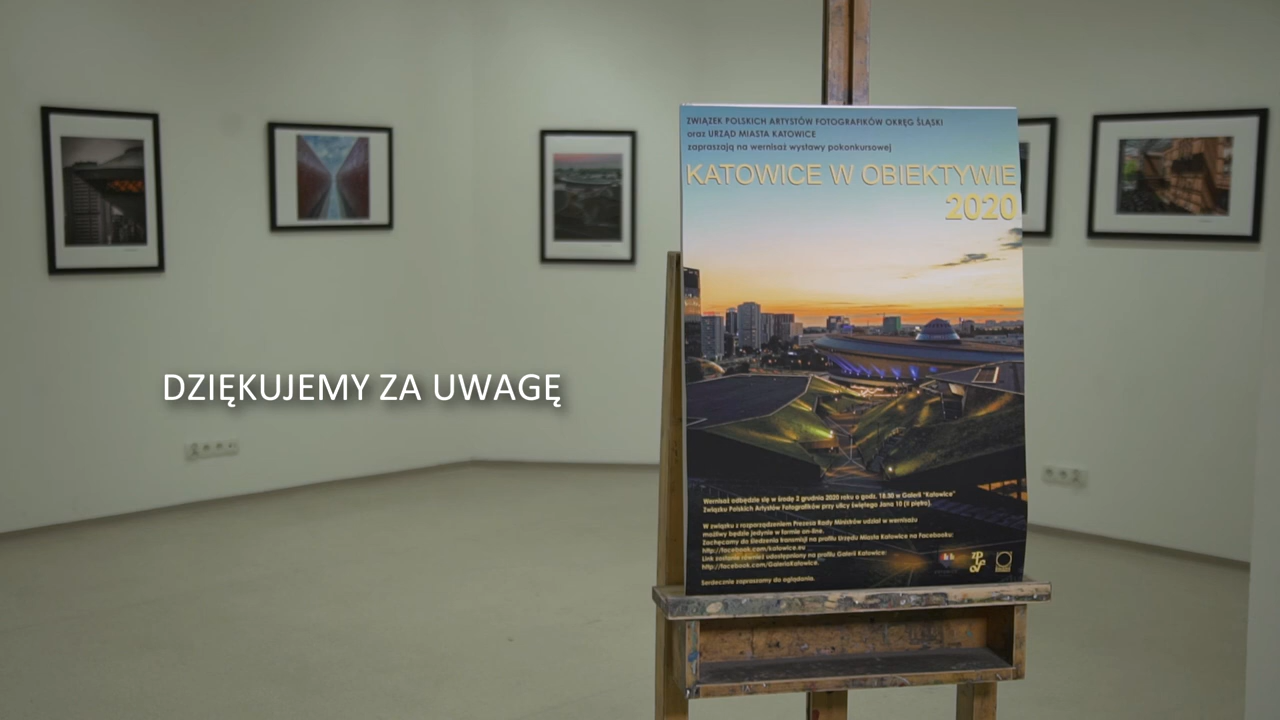 ZWIĄZEK POLSKICH ARTYSTÓW FOTOGRAFIKÓW OKRĘG ŚLĄSKI
oraz URZĄD MIASTA KATOWICE
zapraszają na wernisaż wystawy pokonkursowej
KATOWICE W OBIEKTYWIE
2020
DZIĘKUJEMY ZA UWAGĘ
Wernisaż odbędzie się w środę 2 grudnia 2020 roku o godz. 18.30 w Galerii "Katowice"
Związku Polskich Artystów Fotografików przy ulicy świętego Jana 10 (II piętro).
W związku z rozporządzeniem Prezesa Rady Ministrów udział w wernisażu
możliwy będzie jedynie w formie on-line.
Zachęcamy do śledzenia transmisji na profilu Urzędu Miasta Katowice na Facebooku:
http://facebook.com/katowice.eu
Link zostanie również udostępniony na profilu Galerii Katowice:
http://facebook.com/GaleriaKatowice.
Serdecznie zapraszamy do oglądania.